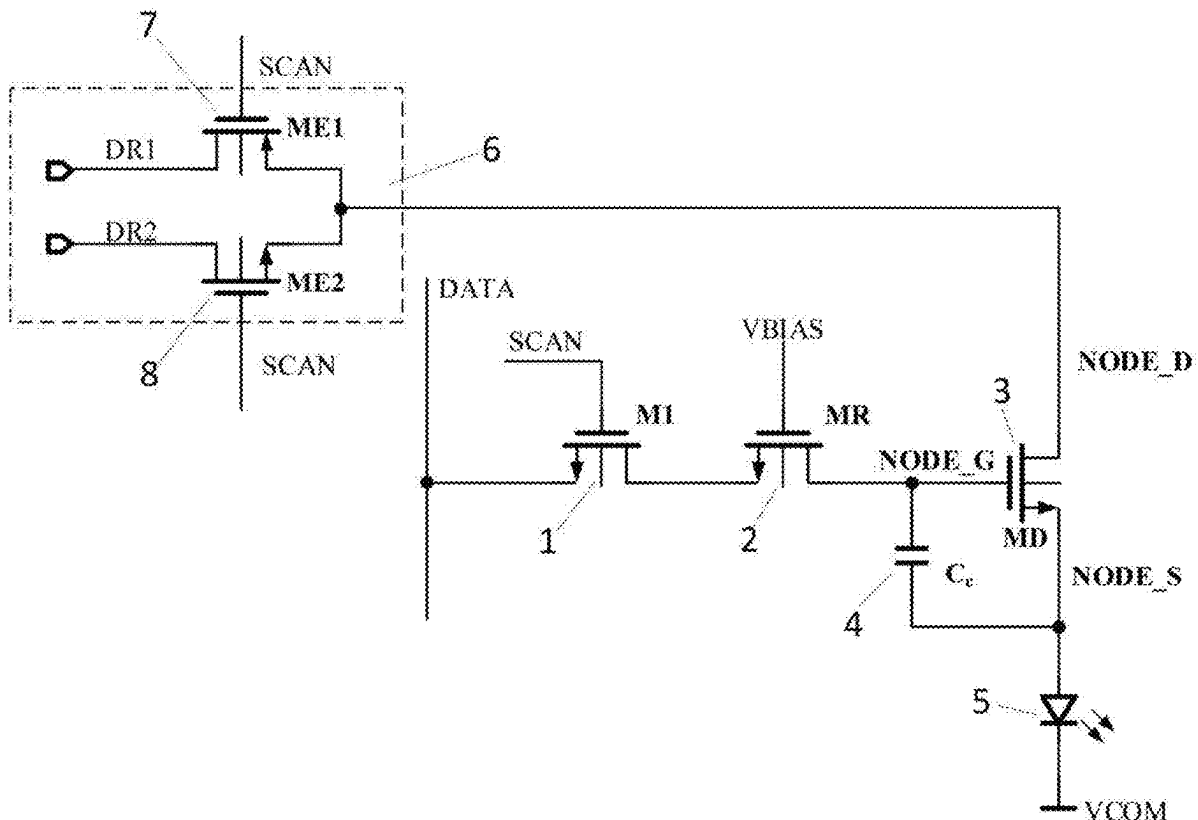 7
SCAN
ME1
6
DR1
DR2
ME2
DATA
8
SCAN
SCAN
VBIAS
NODE_D
3
M1
MR
NODE_G
1
2
MD
Cc
NODE_S
4
5
VCOM